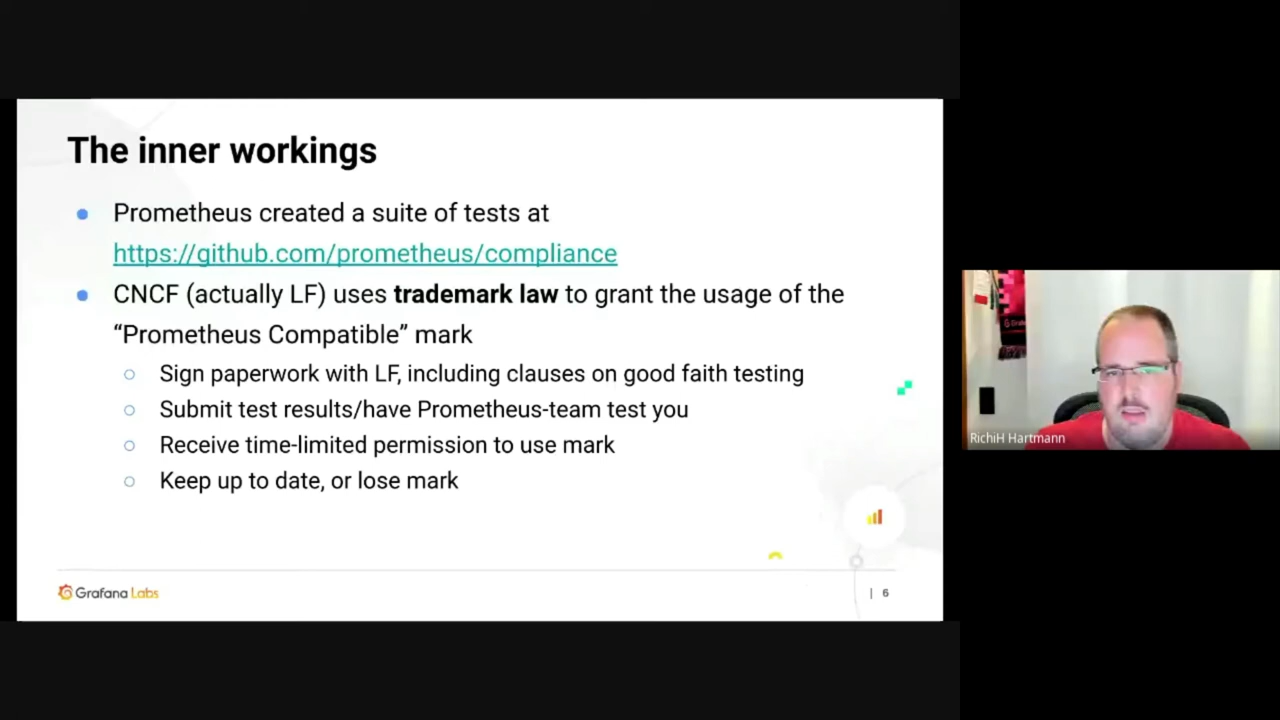 The inner workings
Prometheus created a suite of tests at
https://github.com/prometheus/compliance
CNCF (actually LF) uses trademark law to grant the usage of the
“Prometheus Compatible” mark
Sign paperwork with LF, including clauses on good faith testing
Submit test results/have Prometheus-team test you
Receive time-limited permission to use mark
Keep up to date, or lose mark
Grafana Labs
| 6
RichiH Hartmann